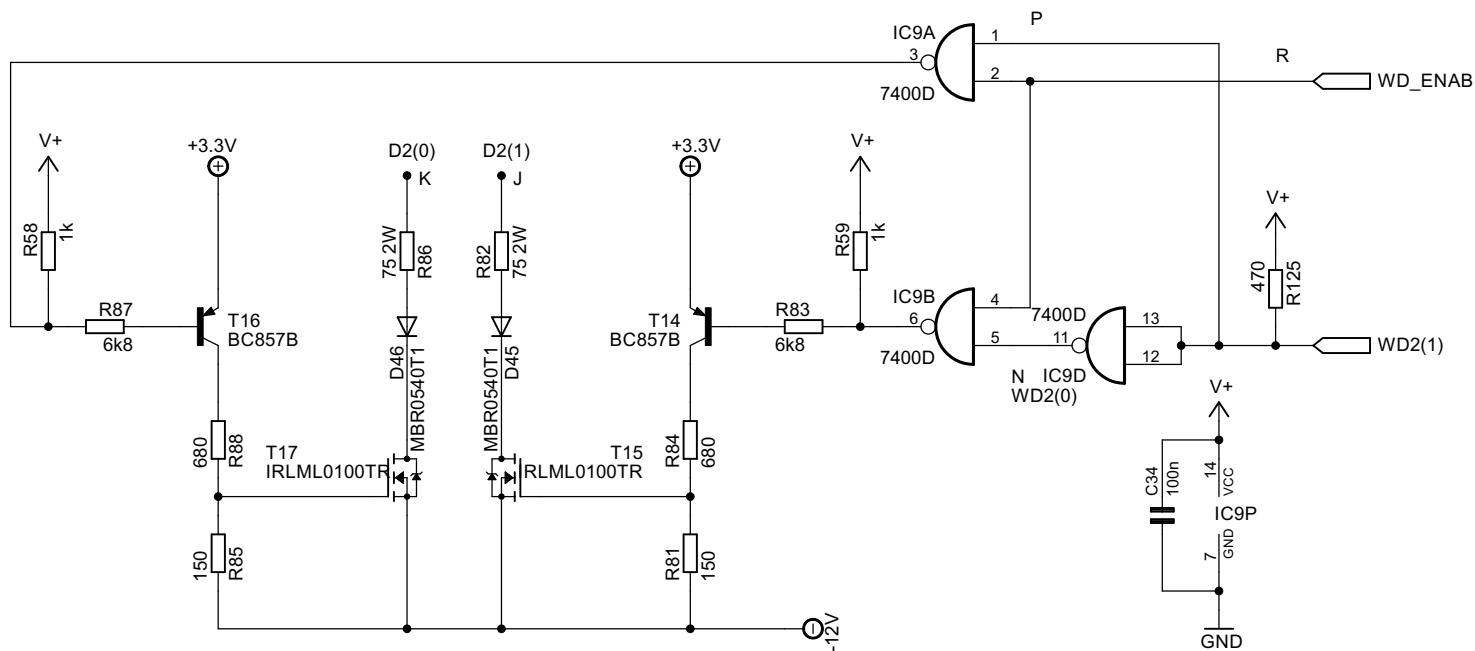 P
IC9A
1
3
R
2
WD_ENAB
7400D
V+
+3.3V
D2(0)
D2(1)
+3.3V
V+
K
J
V+
R58
1k
75 2W
R86
R82
75 2W
R59
1k
470
R125
IC9B
4
7400D
13
R87
T16
T14
R83
6
11
WD2(1)
6k8
BC857B
BC857B
6k8
7400D
5
12
N
IC9D
WD2(0)
D46
MBR0540T1
MBR0540T1
D45
V+
680
R88
T17
T15
R84
680
IRLML0100TR
IRLML0100TR
C34
100n
14
VCC
IC9P
150
R85
R81
150
7
GND
-12V
GND